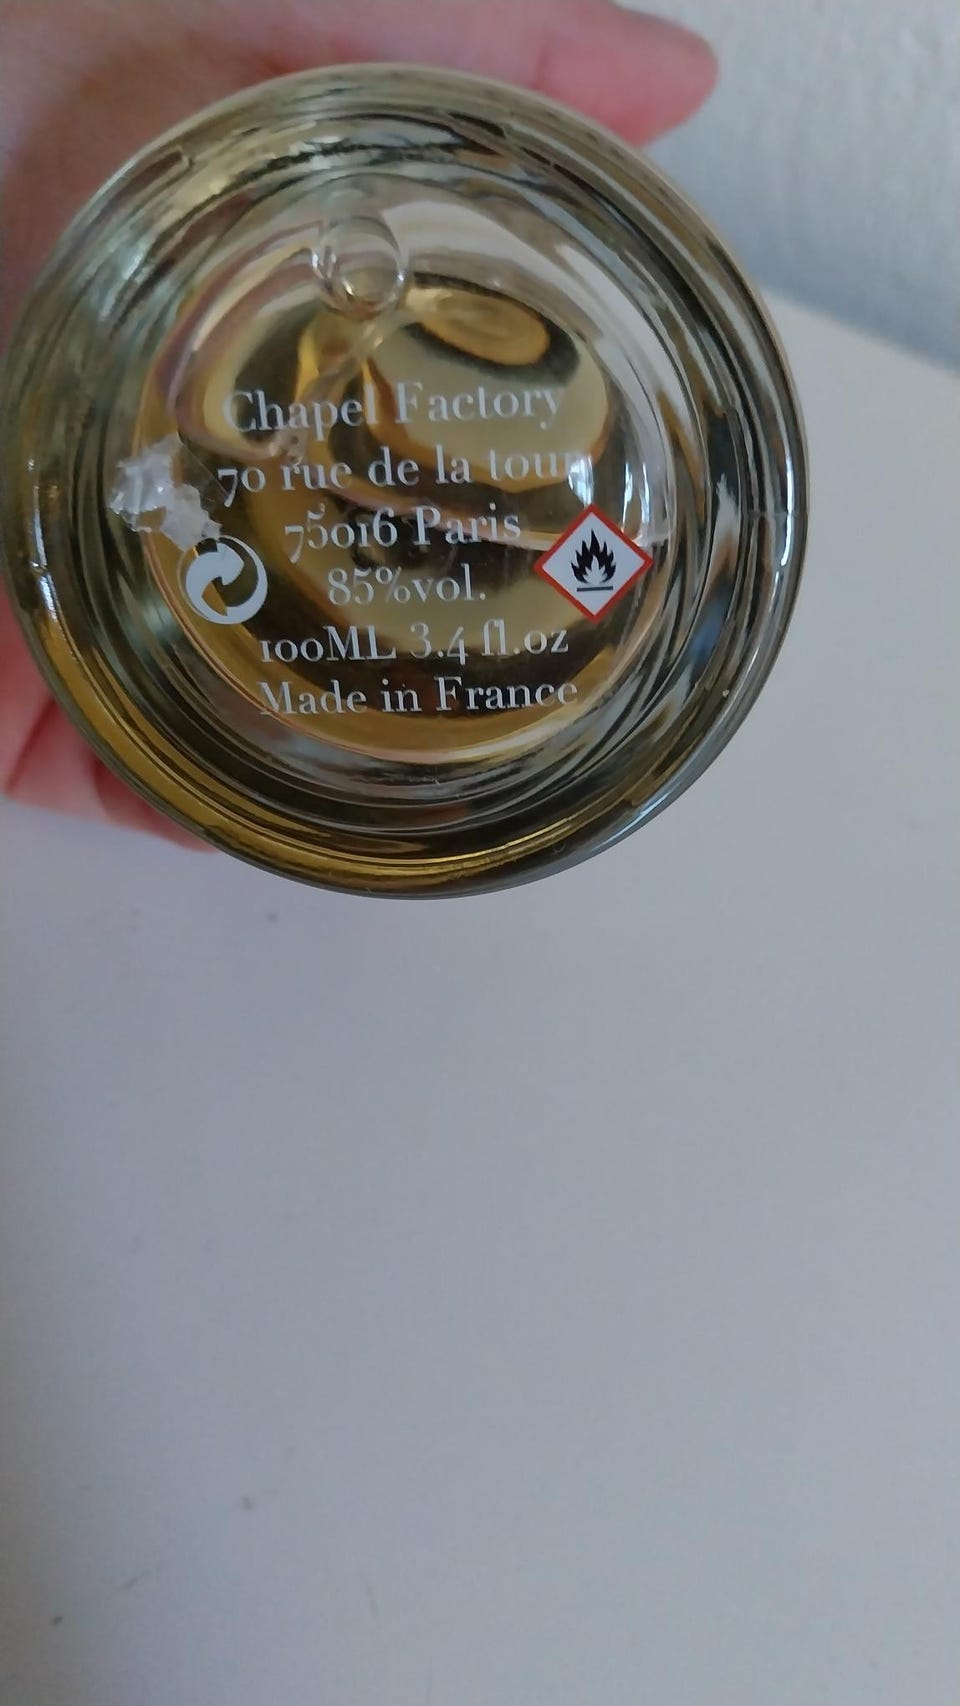 Chapel Factory
70 rue de la tour
75016 Paris
85%vol.
100ML 3.4 fl.oz
Made in France